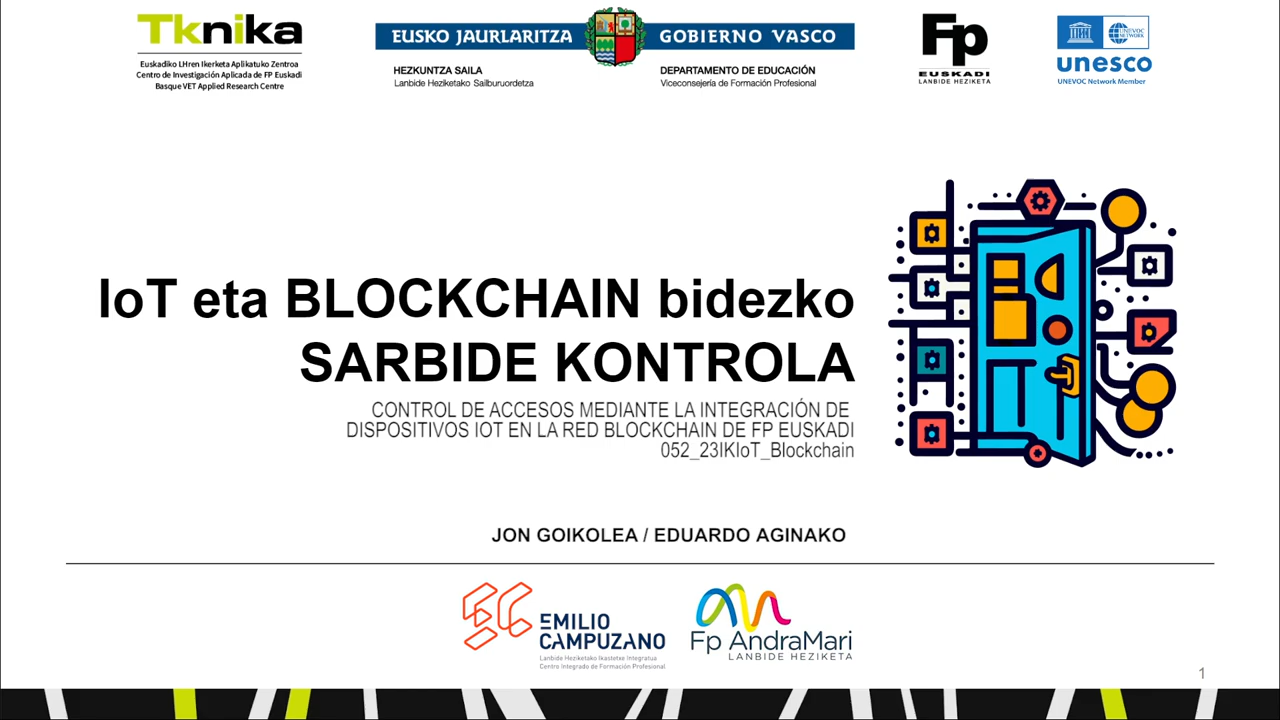 Tknika
Euskadiko LHren Ikerketa Aplikatuko Zentroa
Centro de Investigación Aplicada de FP Euskadi
Basque VET Applied Research Centre
EUSKO JAURLARITZA
GOBIERNO VASCO
HEZKUNTZA SAILA
Lanbide Heziketako Sailburuordetza
DEPARTAMENTO DE EDUCACIÓN
Viceconsejería de Formación Profesional
Fp
EUSKADI
LANBIDE HEZIKETA
UNEVOC
NETWORK
unesco
UNEVOC Network Member
IoT eta BLOCKCHAIN bidezko
SARBIDE KONTROLA
CONTROL DE ACCESOS MEDIANTE LA INTEGRACIÓN DE
DISPOSITIVOS IOT EN LA RED BLOCKCHAIN DE FP EUSKADI
052_23IKIoT_Blockchain
JON GOIKOLEA / EDUARDO AGINAKO
EMILIO
CAMPUZANO
Lanbide Heziketako Ikastetxe Integratua
Centro Integrado de Formación Profesional
Fp AndraMari
LANBIDE HEZIKETA
1